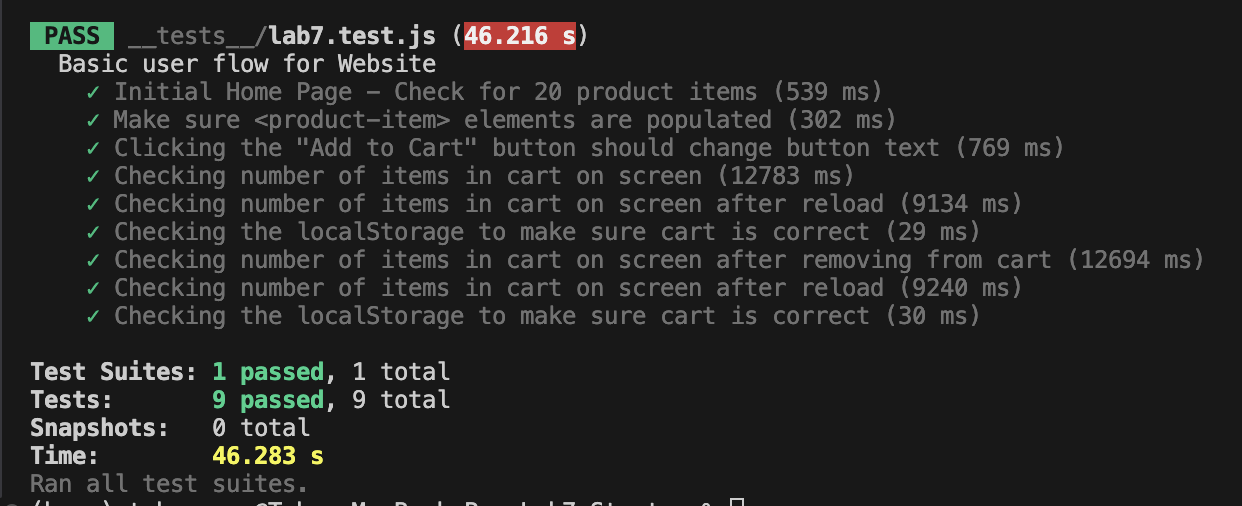 PASS __tests__/lab7.test.js (46.216 s)
Basic user flow for Website
✓ Initial Home Page – Check for 20 product items (539 ms)
✓ Make sure <product-item> elements are populated (302 ms)
✓ Clicking the "Add to Cart" button should change button text (769 ms)
✓ Checking number of items in cart on screen (12783 ms)
✓ Checking number of items in cart on screen after reload (9134 ms)
✓ Checking the localStorage to make sure cart is correct (29 ms)
✓ Checking number of items in cart on screen after removing from cart (12694 ms)
✓ Checking number of items in cart on screen after reload (9240 ms)
✓ Checking the localStorage to make sure cart is correct (30 ms)
Test Suites: 1 passed, 1 total
Tests: 9 passed, 9 total
Snapshots: 0 total
Time: 46.283 s
Ran all test suites.